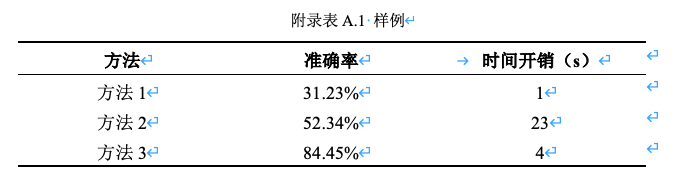 附录表 A.1 样例
方法 准确率 时间开销（s）
方法 1 31.23% 1
方法 2 52.34% 23
方法 3 84.45% 4